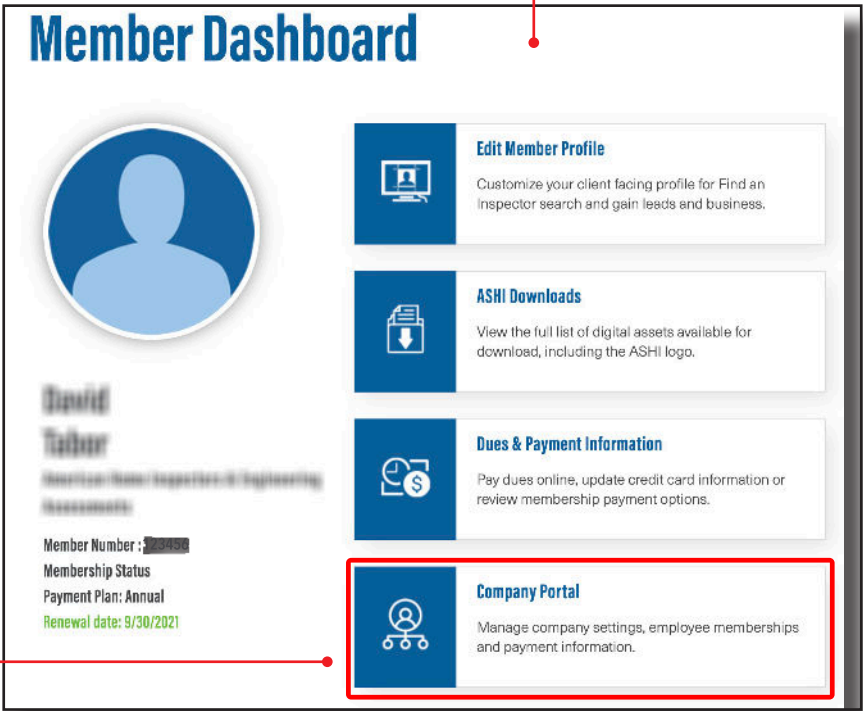 Member Dashboard
Edit Member Profile
Customize your client facing profile for Find an
Inspector search and gain leads and business.
ASHI Downloads
View the full list of digital assets available for
download, including the ASHI logo.
Dues & Payment Information
Pay dues online, update credit card information or
review membership payment options.
Company Portal
Manage company settings, employee memberships
and payment information.
Member Number :
Membership Status
Payment Plan: Annual
Renewal date: 9/30/2021